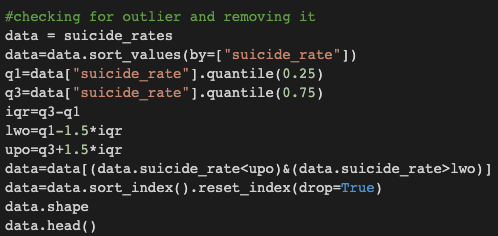 #checking for outlier and removing it
data = suicide_rates
data=data.sort_values(by=["suicide_rate"])
q1=data["suicide_rate"].quantile(0.25)
q3=data["suicide_rate"].quantile(0.75)
iqr=q3-q1
lwo=q1-1.5*iqr
upo=q3+1.5*iqr
data=data[(data.suicide_rate<upo)&(data.suicide_rate>lwo)]
data=data.sort_index().reset_index(drop=True)
data.shape
data.head()